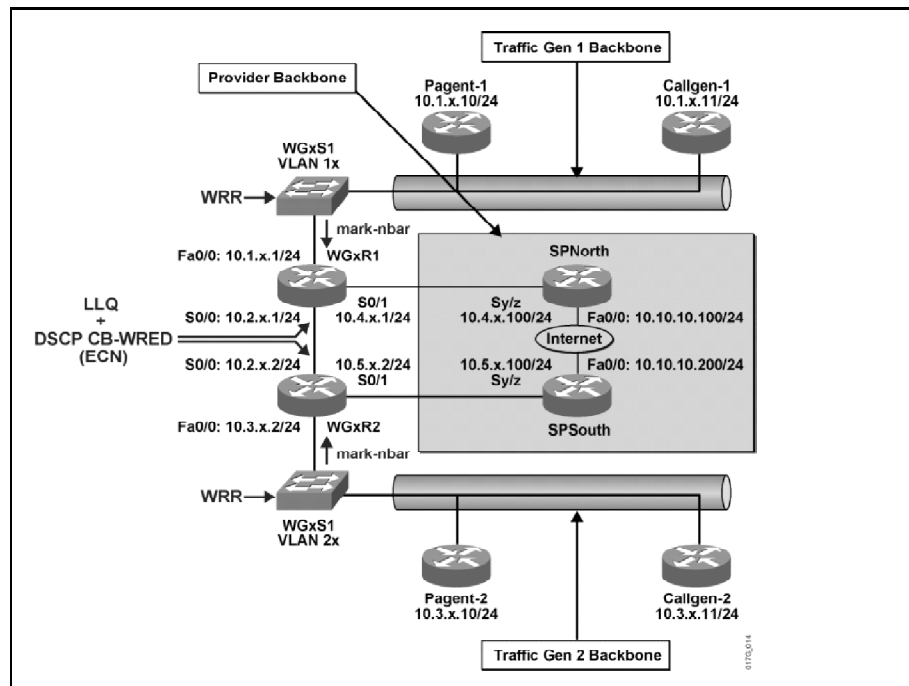 Traffic Gen 1 Backbone
Provider Backbone
Pagent-1
10.1.x.10/24
Callgen-1
10.1.x.11/24
WGxS1
VLAN 1x
WRR
mark-nbar
Fa0/0: 10.1.x.1/24
WGxR1
SPNorth
LLQ
+
DSCP CB-WRED
(ECN)
S0/0: 10.2.x.1/24
S0/1
10.4.x.1/24
Sy/z
10.4.x.100/24
Fa0/0: 10.10.10.100/24
Internet
S0/0: 10.2.x.2/24
10.5.x.2/24
S0/1
10.5.x.100/24
Sy/z
Fa0/0: 10.10.10.200/24
Fa0/0: 10.3.x.2/24
WGxR2
SPSouth
mark-nbar
WRR
WGxS1
VLAN 2x
Pagent-2
10.3.x.10/24
Callgen-2
10.3.x.11/24
Traffic Gen 2 Backbone
017G_014